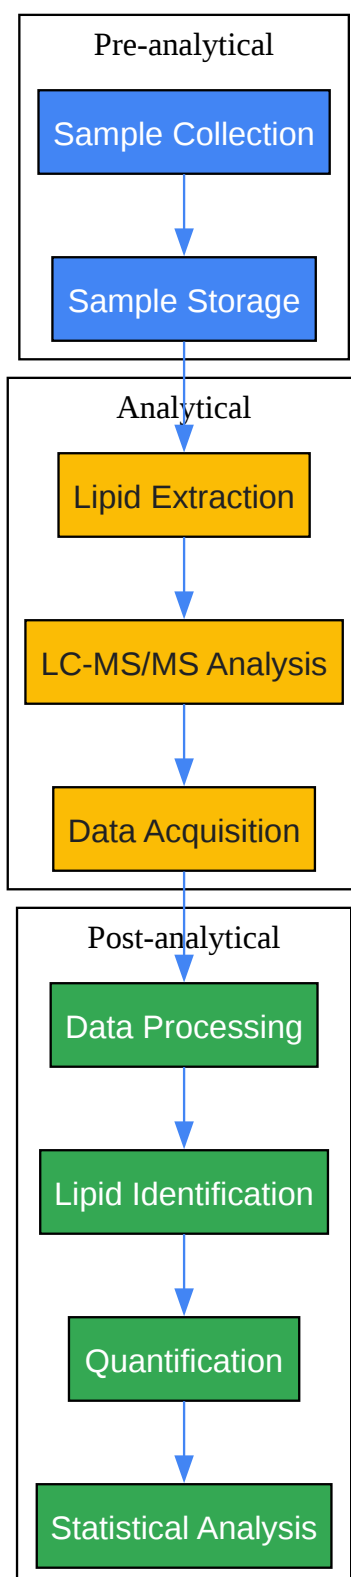 Pre-analytical
Sample Collection
Sample Storage
Analytical
Lipid Extraction
LC-MS/MS Analysis
Data Acquisition
Post-analytical
Data Processing
Lipid Identification
Quantification
Statistical Analysis